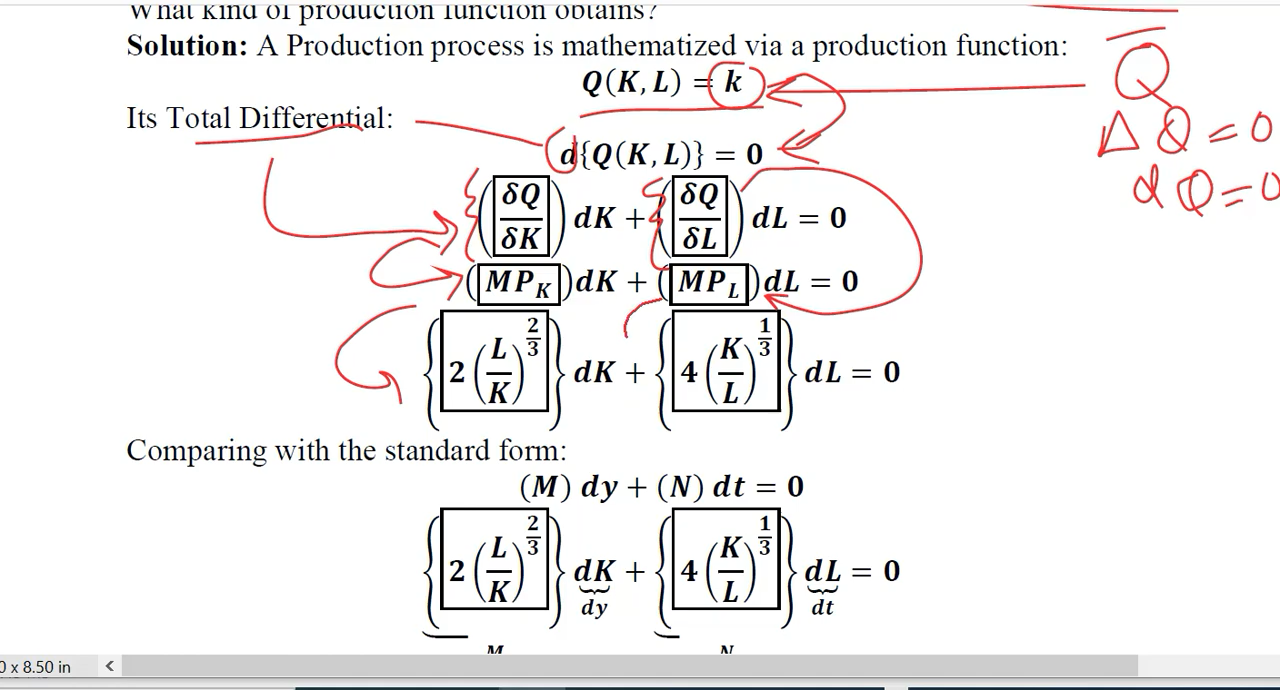 What kind of production function obtains?
Solution: A Production process is mathematized via a production function:
Q(K, L) = k
Q
Its Total Differential:
Δ Q = 0
d{Q(K, L)} = 0
d Q = 0
(δQ/δK) dK + (δQ/δL) dL = 0
(MP_K)dK + (MP_L)dL = 0
{2 (L/K)^(2/3)} dK + {4 (K/L)^(1/3)} dL = 0
Comparing with the standard form:
(M) dy + (N) dt = 0
{2 (L/K)^(2/3)} dK + {4 (K/L)^(1/3)} dL = 0
dy dt
M N
0 x 8.50 in